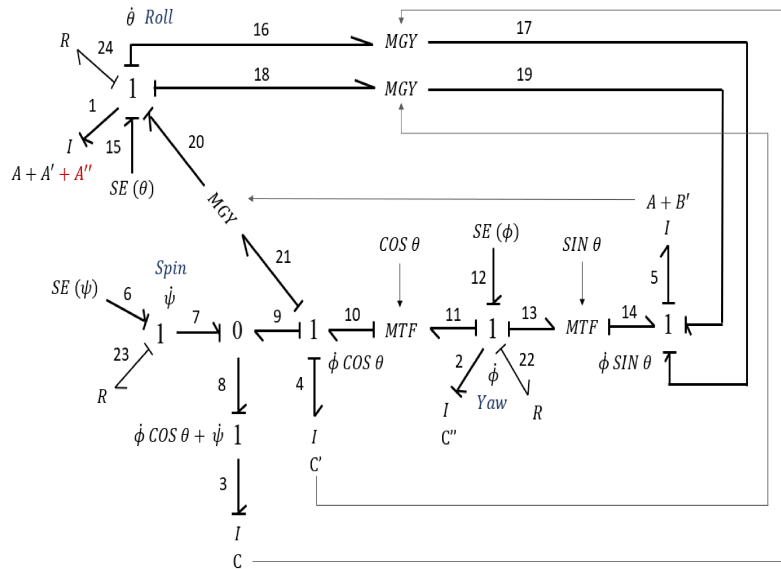 θ̇ Roll
R
24
16
MGY
17
1
18
MGY
19
1
I
15
20
A + A' + A''
SE (θ)
MGY
A + B'
I
21
COS θ
SE (ϕ)
SIN θ
Spin
SE (ψ)
ψ̇
6
12
5
1
7
0
9
1
10
MTF
11
1
13
MTF
14
1
23
ϕ̇ COS θ
ϕ̇ SIN θ
R
8
4
2
ϕ̇
22
Yaw
I
R
C''
ϕ̇ COS θ + ψ̇ 1
I
C'
3
I
C